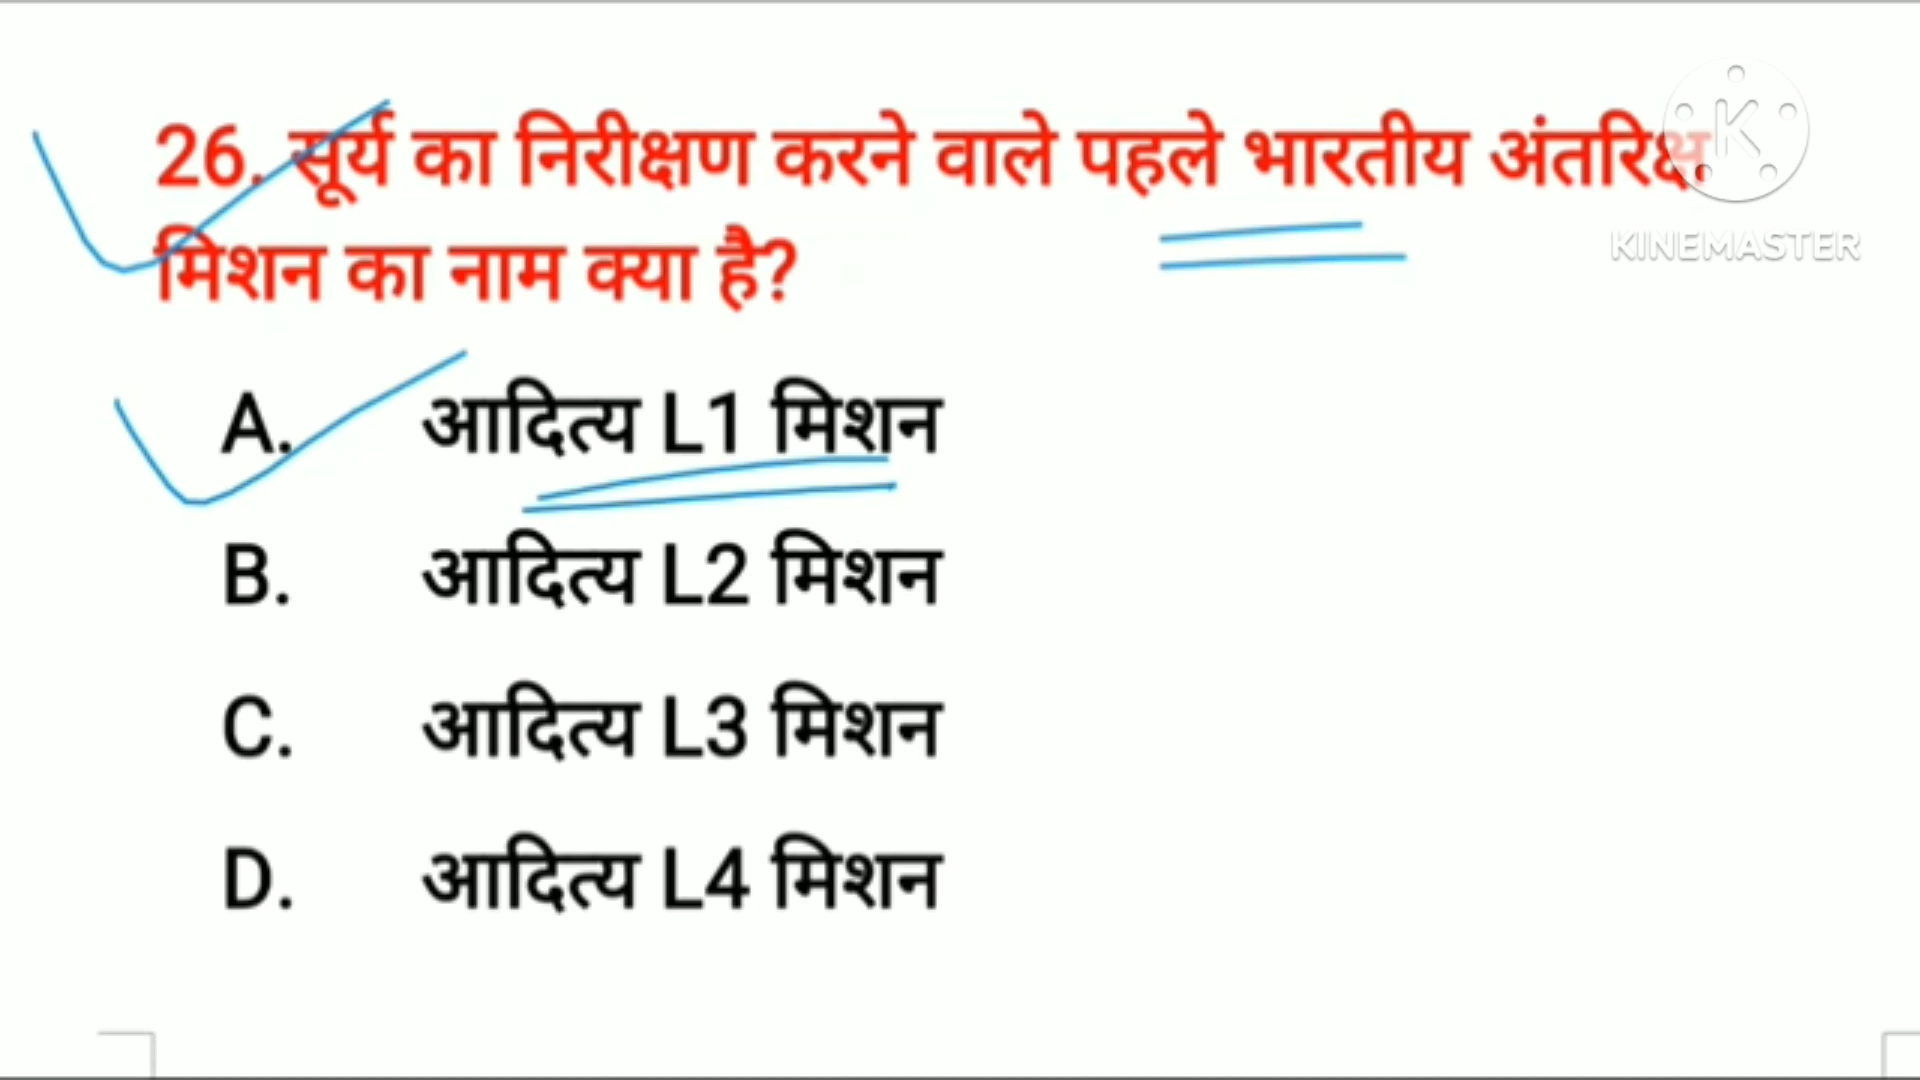 26. सूर्य का निरीक्षण करने वाले पहले भारतीय अंतरिक्ष
मिशन का नाम क्या है?
A. आदित्य L1 मिशन
B. आदित्य L2 मिशन
C. आदित्य L3 मिशन
D. आदित्य L4 मिशन
K
KINEMASTER